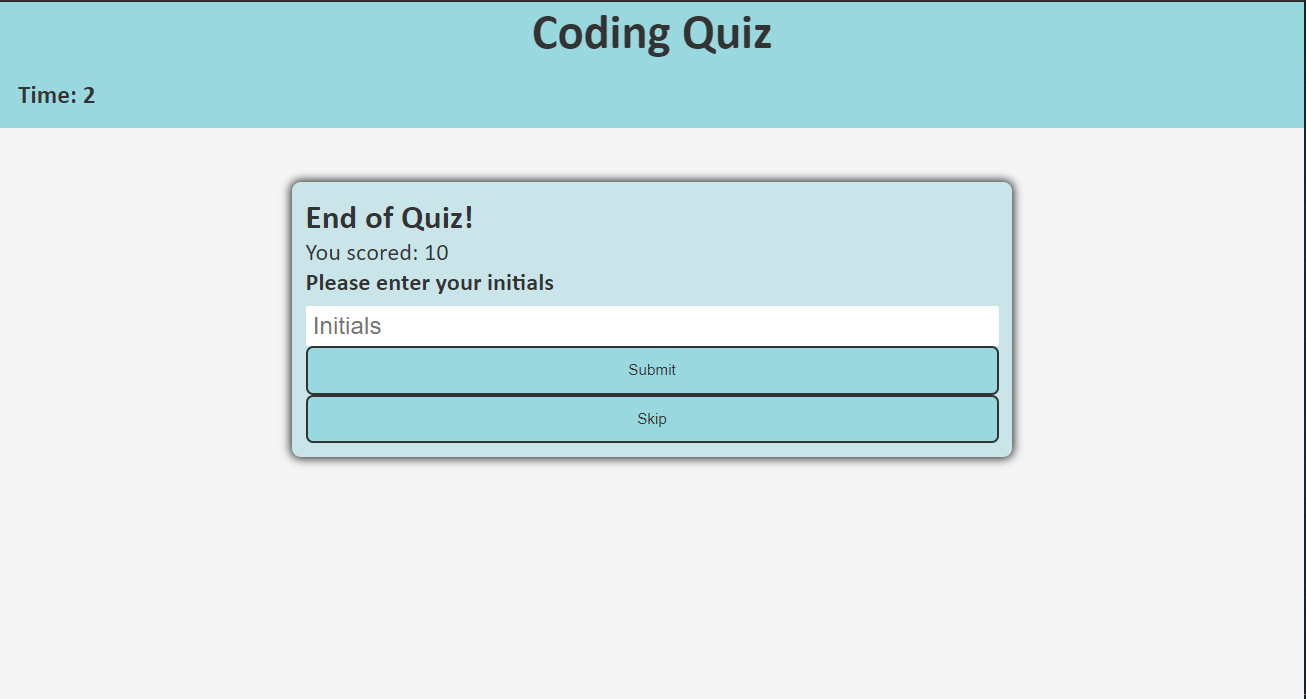 Coding Quiz
Time: 2
End of Quiz!
You scored: 10
Please enter your initials
Initials
Submit
Skip